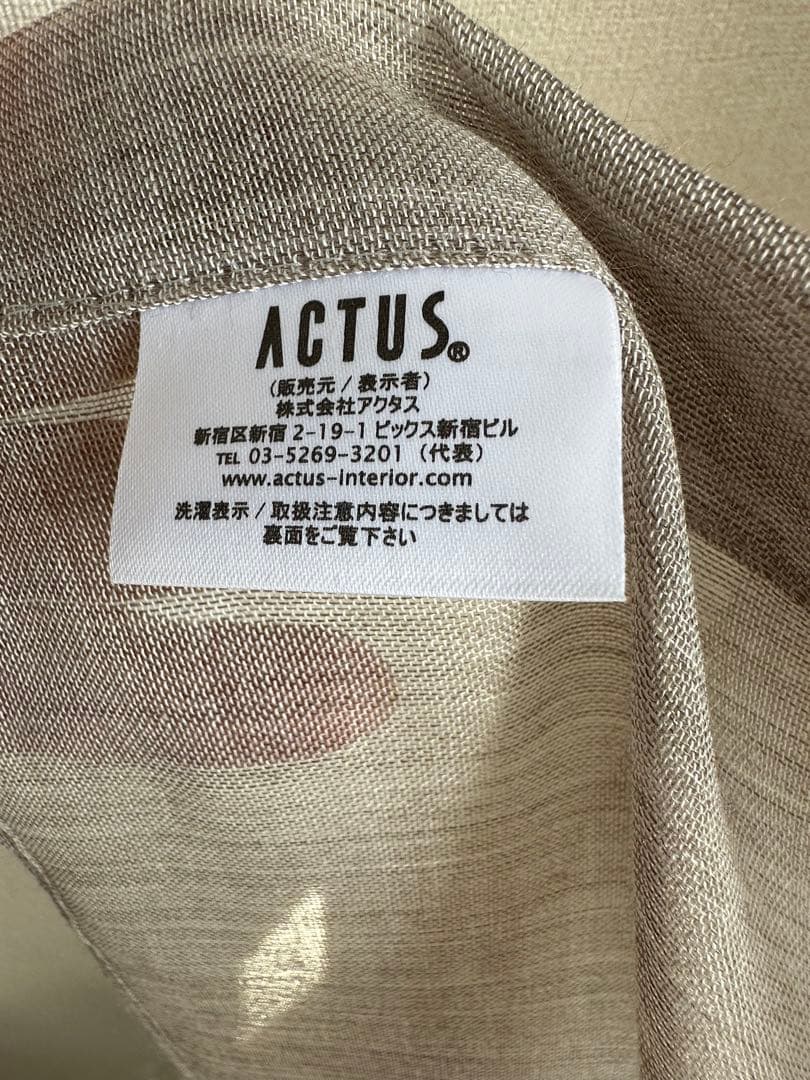 ACTUS®
(販売元/表示者)
株式会社アクタス
新宿区新宿 2-19-1 ビックス新宿ビル
TEL 03-5269-3201 (代表)
www.actus-interior.com
洗濯表示/取扱注意内容につきましては
裏面をご覧下さい